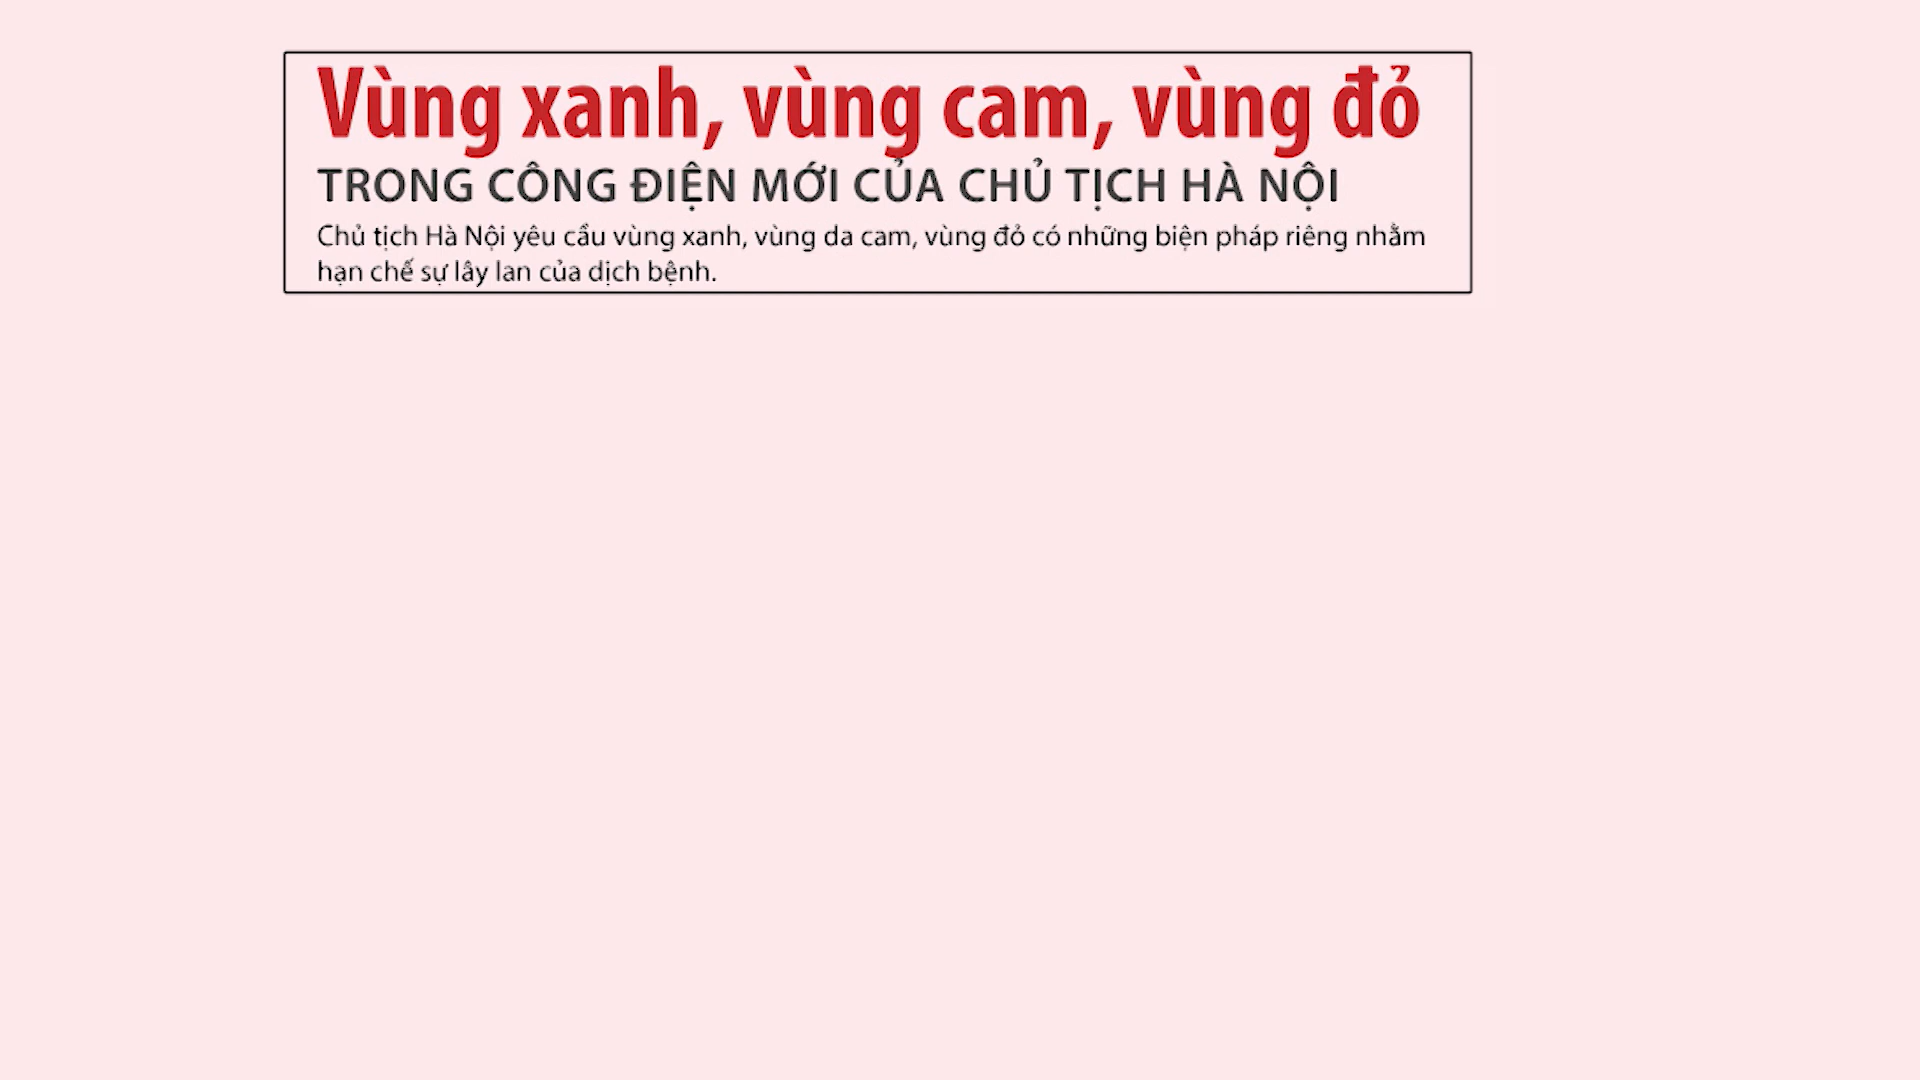 Vùng xanh, vùng cam, vùng đỏ
TRONG CÔNG ĐIỆN MỚI CỦA CHỦ TỊCH HÀ NỘI
Chủ tịch Hà Nội yêu cầu vùng xanh, vùng da cam, vùng đỏ có những biện pháp riêng nhằm
hạn chế sự lây lan của dịch bệnh.